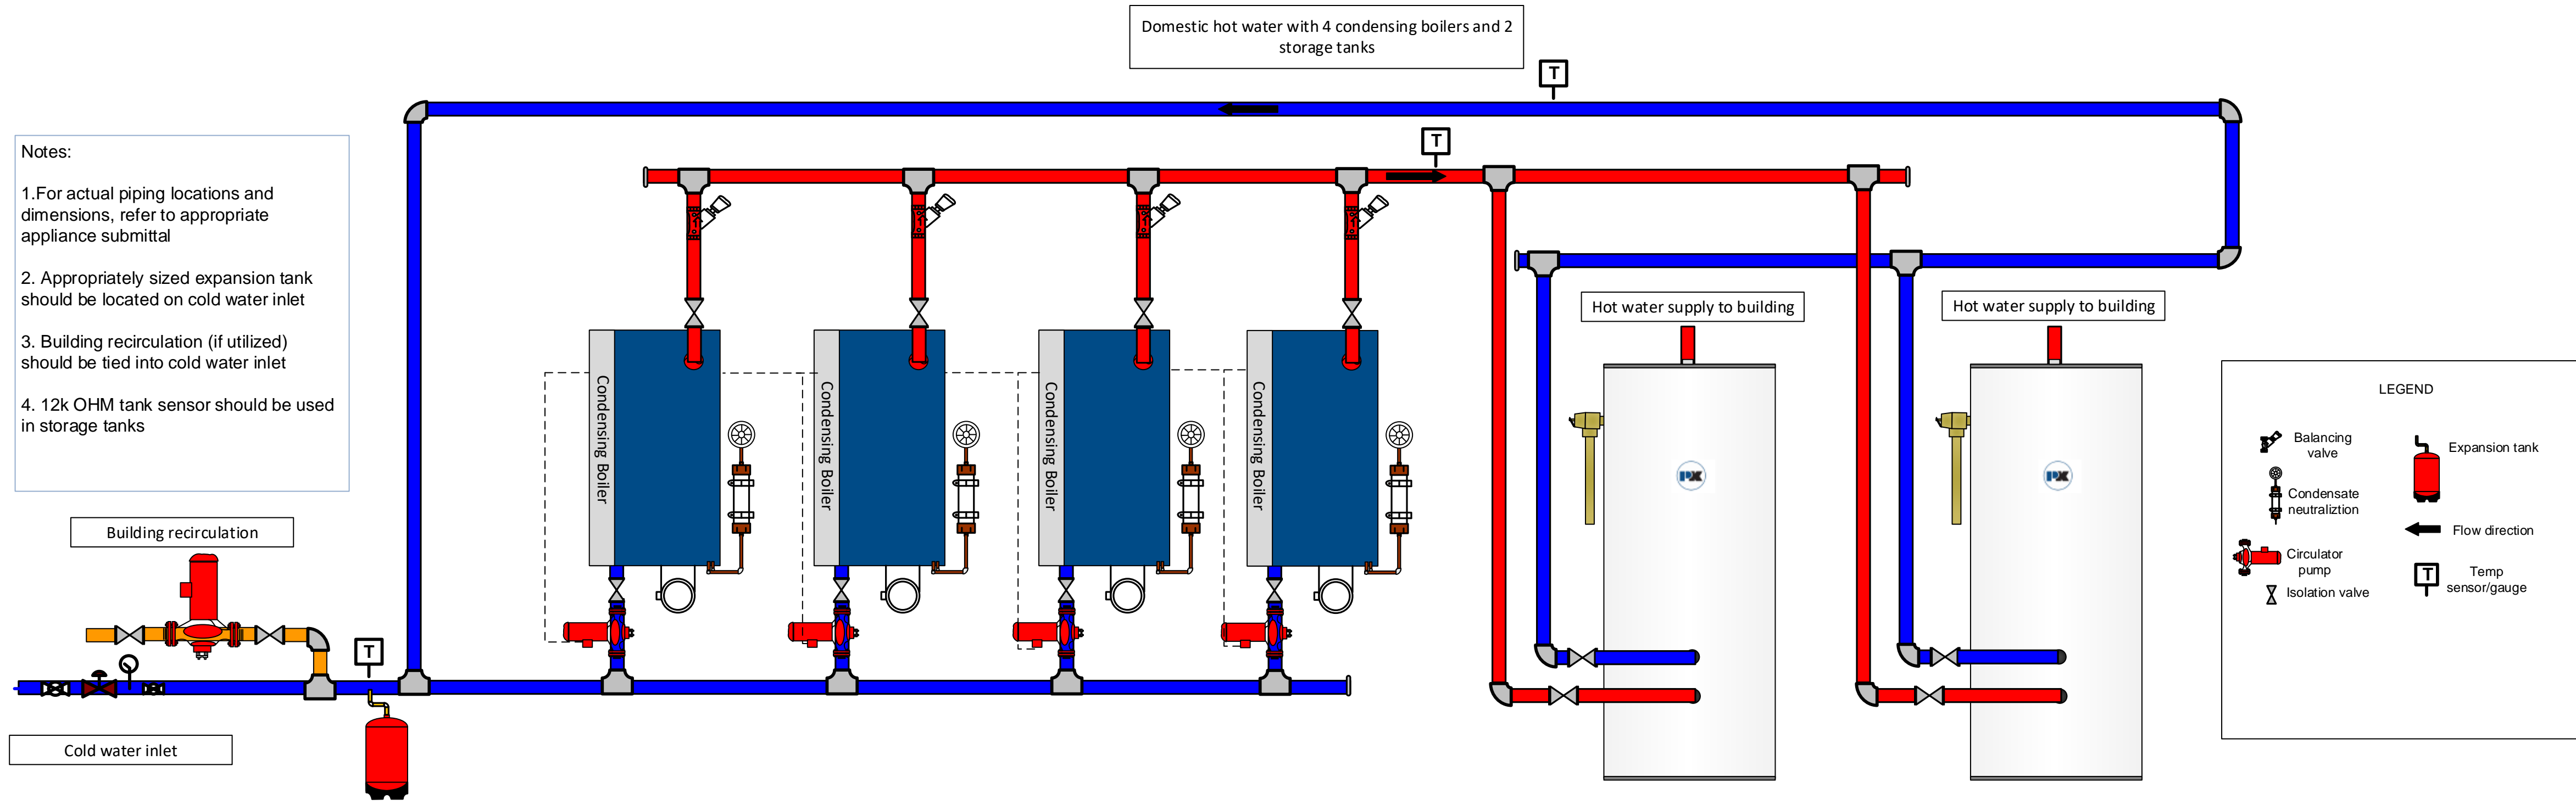 Domestic hot water with 4 condensing boilers and 2
storage tanks
T
T
Notes:
1.For actual piping locations and
dimensions, refer to appropriate
appliance submittal
2. Appropriately sized expansion tank
should be located on cold water inlet
3. Building recirculation (if utilized)
should be tied into cold water inlet
4. 12k OHM tank sensor should be used
in storage tanks
Hot water supply to building
Hot water supply to building
Condensing Boiler
Condensing Boiler
Condensing Boiler
Condensing Boiler
PX
PX
Building recirculation
T
Cold water inlet
LEGEND
Balancing
valve
Condensate
neutraliztion
Circulator
pump
Isolation valve
Expansion tank
Flow direction
T
Temp
sensor/gauge